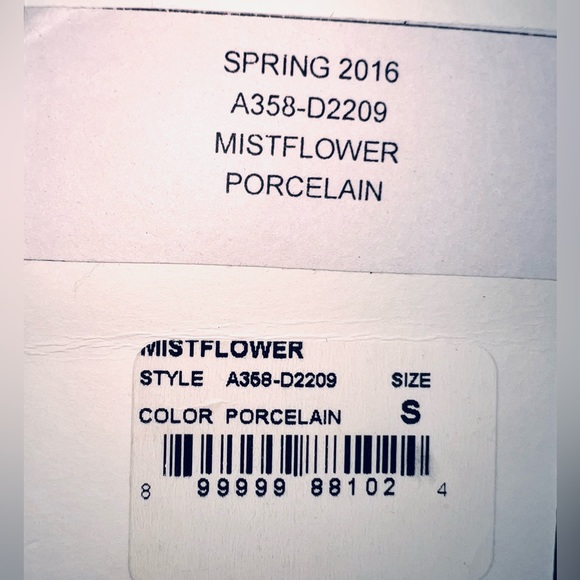 SPRING 2016
A358-D2209
MISTFLOWER
PORCELAIN
MISTFLOWER
STYLE A358-D2209 SIZE
COLOR PORCELAIN S
8 99999 88102 4